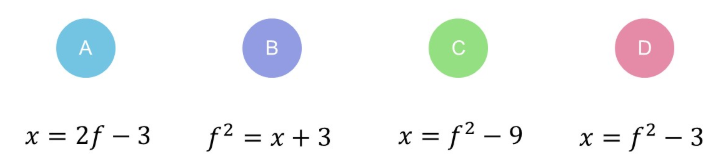 A B C D
x = 2f − 3 f² = x + 3 x = f² − 9 x = f² − 3